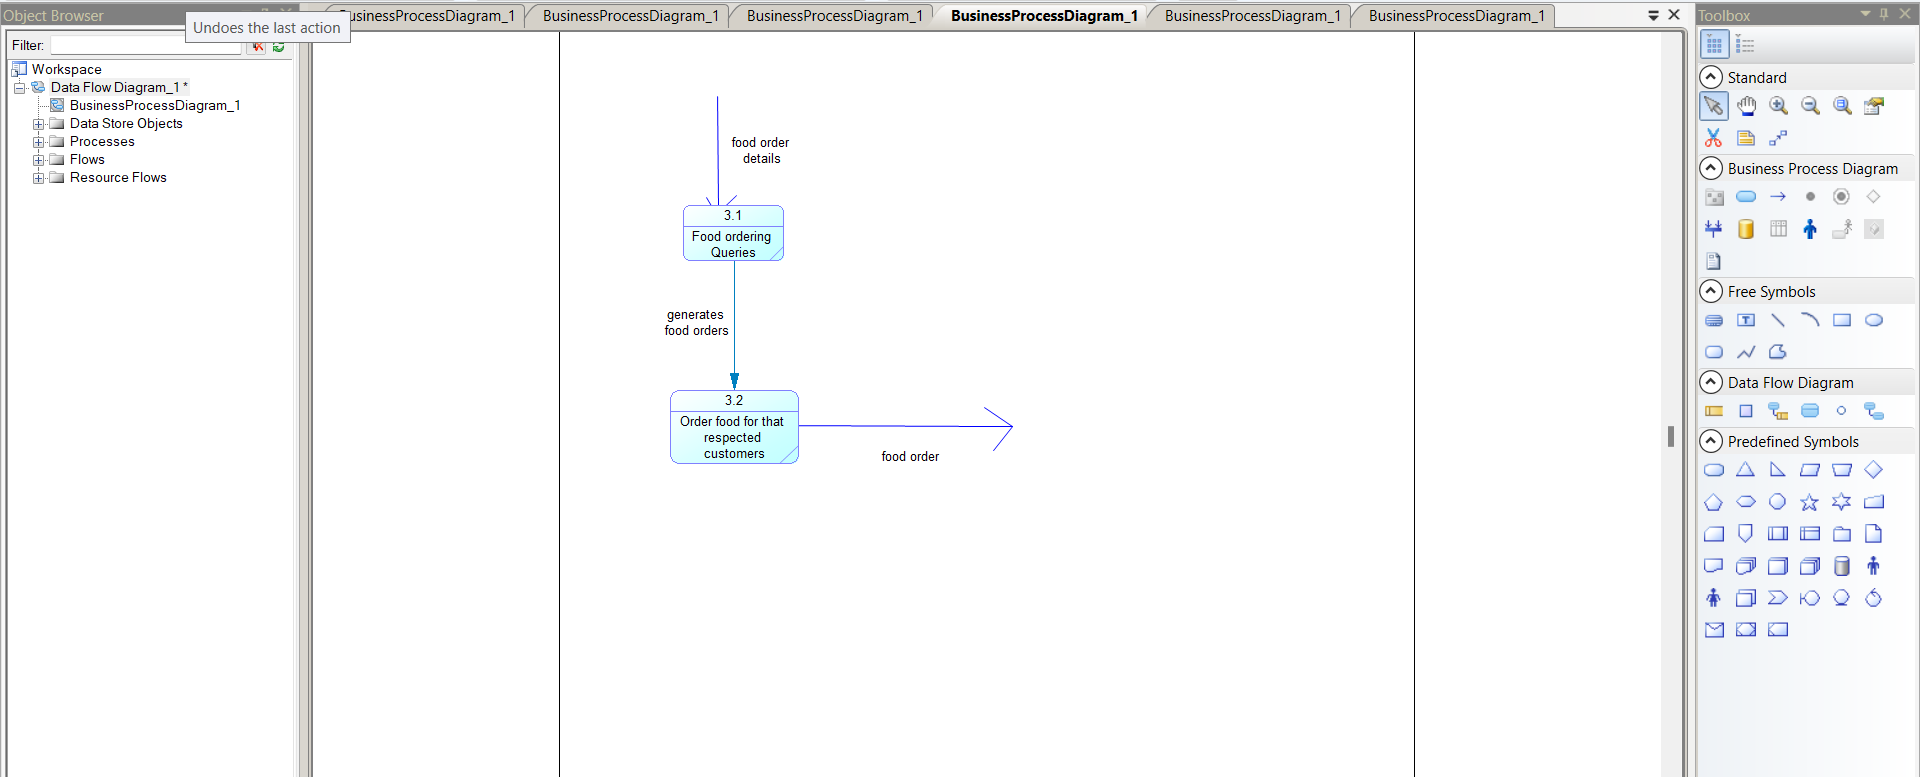 Object Browser
Undoes the last action
Filter:
Workspace
Data Flow Diagram_1 *
BusinessProcessDiagram_1
Data Store Objects
Processes
Flows
Resource Flows
usinessProcessDiagram_1
BusinessProcessDiagram_1
BusinessProcessDiagram_1
BusinessProcessDiagram_1
BusinessProcessDiagram_1
BusinessProcessDiagram_1
food order
details
3.1
Food ordering
Queries
generates
food orders
3.2
Order food for that
respected
customers
food order
Toolbox
Standard
Business Process Diagram
Free Symbols
Data Flow Diagram
Predefined Symbols